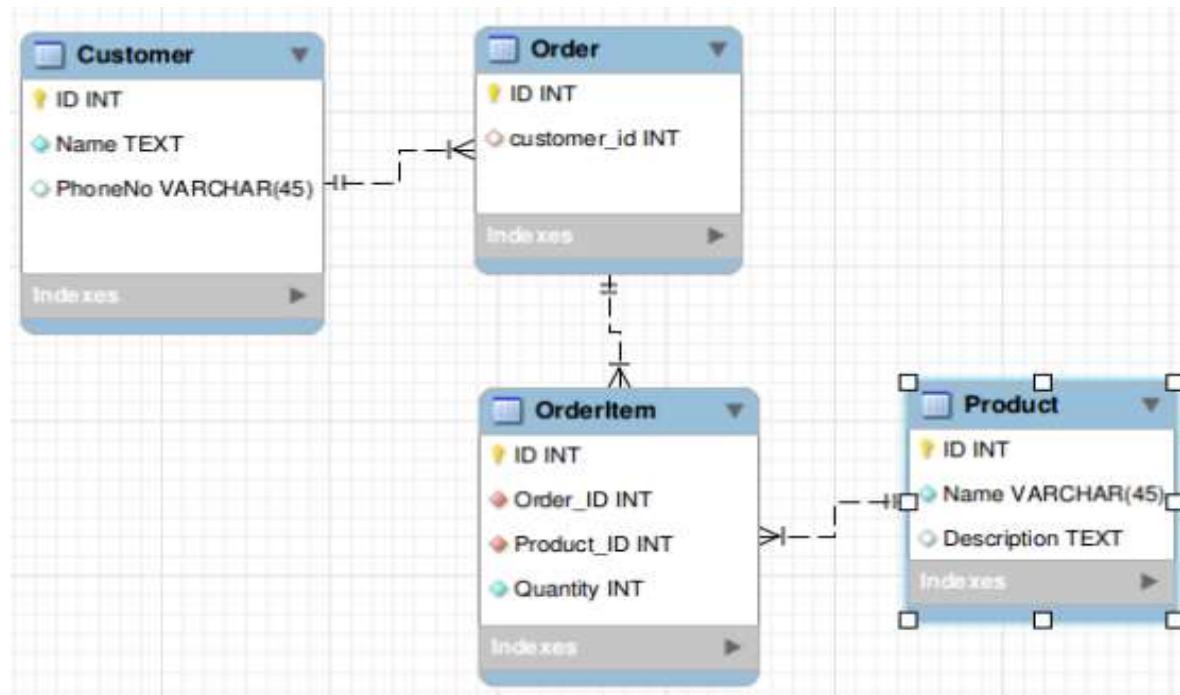 Customer
ID INT
Name TEXT
PhoneNo VARCHAR(45)
Indexes
Order
ID INT
customer_id INT
Indexes
OrderItem
ID INT
Order_ID INT
Product_ID INT
Quantity INT
Indexes
Product
ID INT
Name VARCHAR(45)
Description TEXT
Indexes